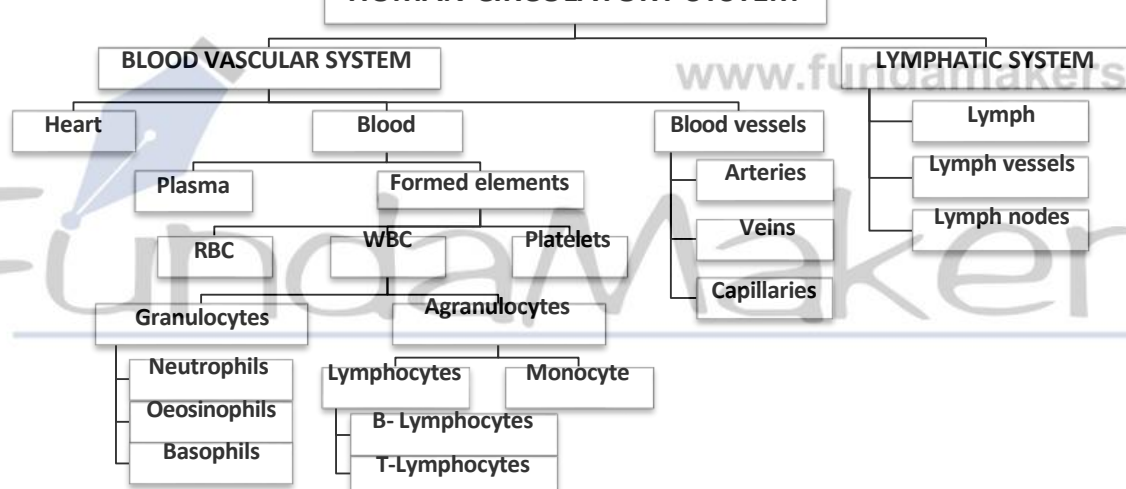 HUMAN CIRCULATORY SYSTEM
BLOOD VASCULAR SYSTEM
LYMPHATIC SYSTEM
www.fundamakers
Heart
Blood
Blood vessels
Lymph
Plasma
Formed elements
Arteries
Lymph vessels
RBC
WBC
Platelets
Veins
Lymph nodes
FundaMaker
Capillaries
Granulocytes
Agranulocytes
Neutrophils
Lymphocytes
Monocyte
Oeosinophils
B- Lymphocytes
Basophils
T-Lymphocytes